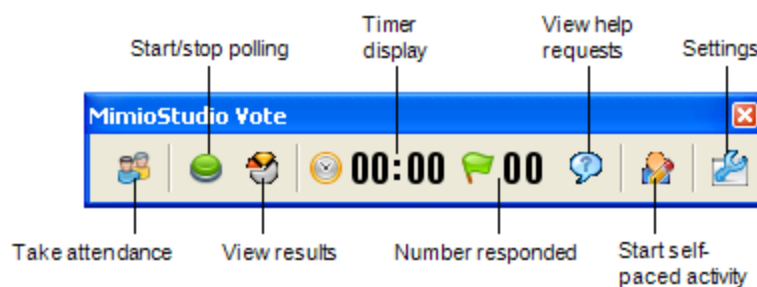 Timer
display
View help
requests
Start/stop polling
Settings
MimioStudio Vote
00:00
00
Take attendance
View results
Number responded
Start self-
paced activity